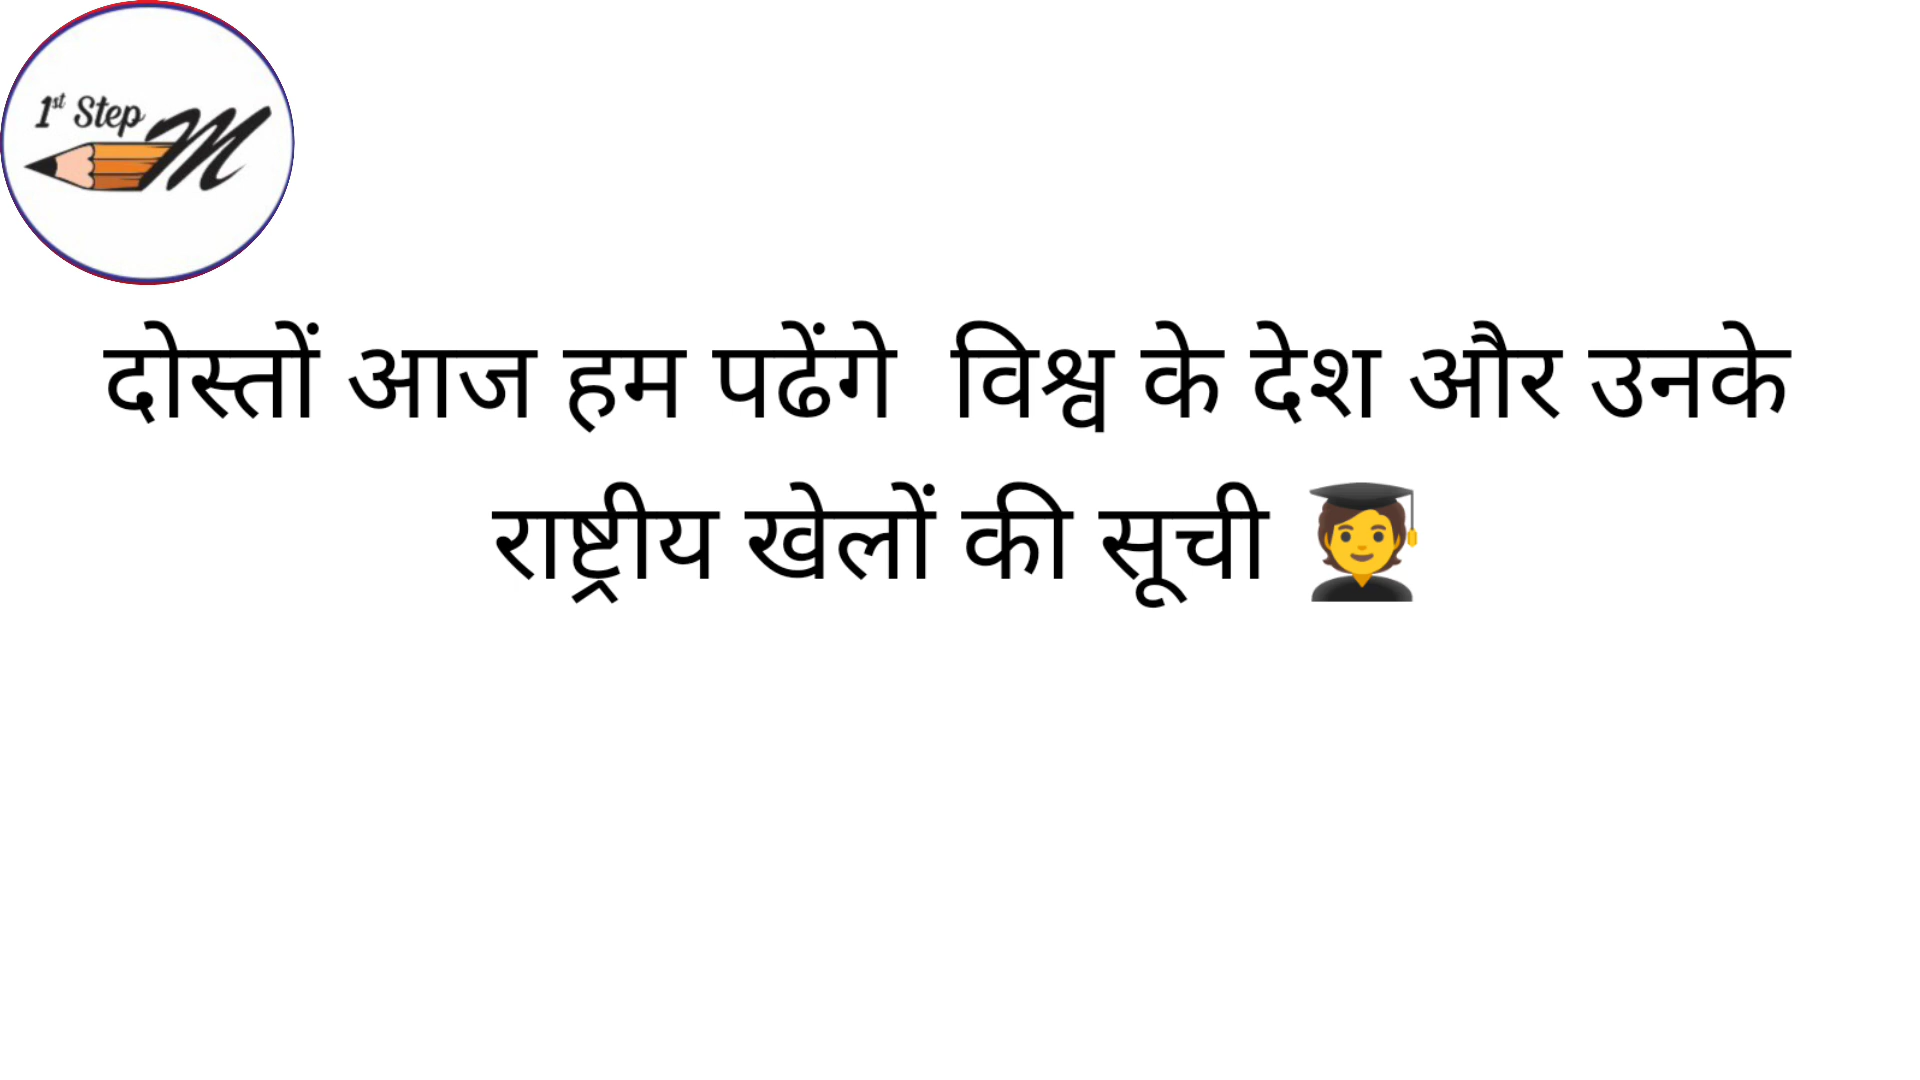 1st Step
M
दोस्तों आज हम पढेंगे  विश्व के देश और उनके
राष्ट्रीय खेलों की सूची 🧑‍🎓